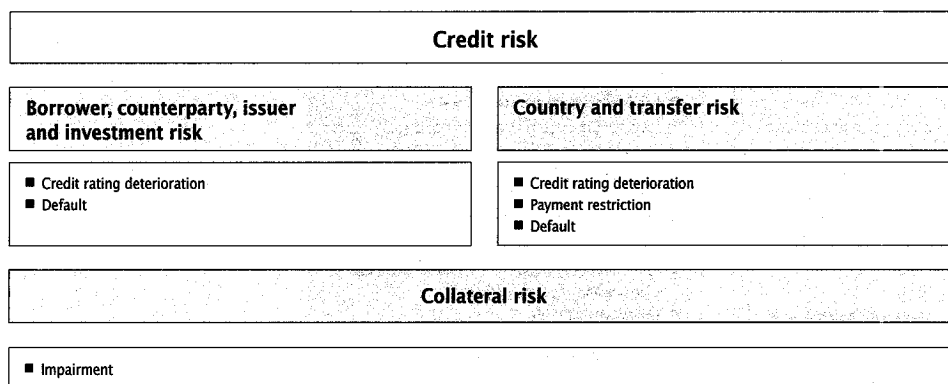 Credit risk
Borrower, counterparty, issuer
and investment risk
■ Credit rating deterioration
■ Default
Country and transfer risk
■ Credit rating deterioration
■ Payment restriction
■ Default
Collateral risk
■ Impairment